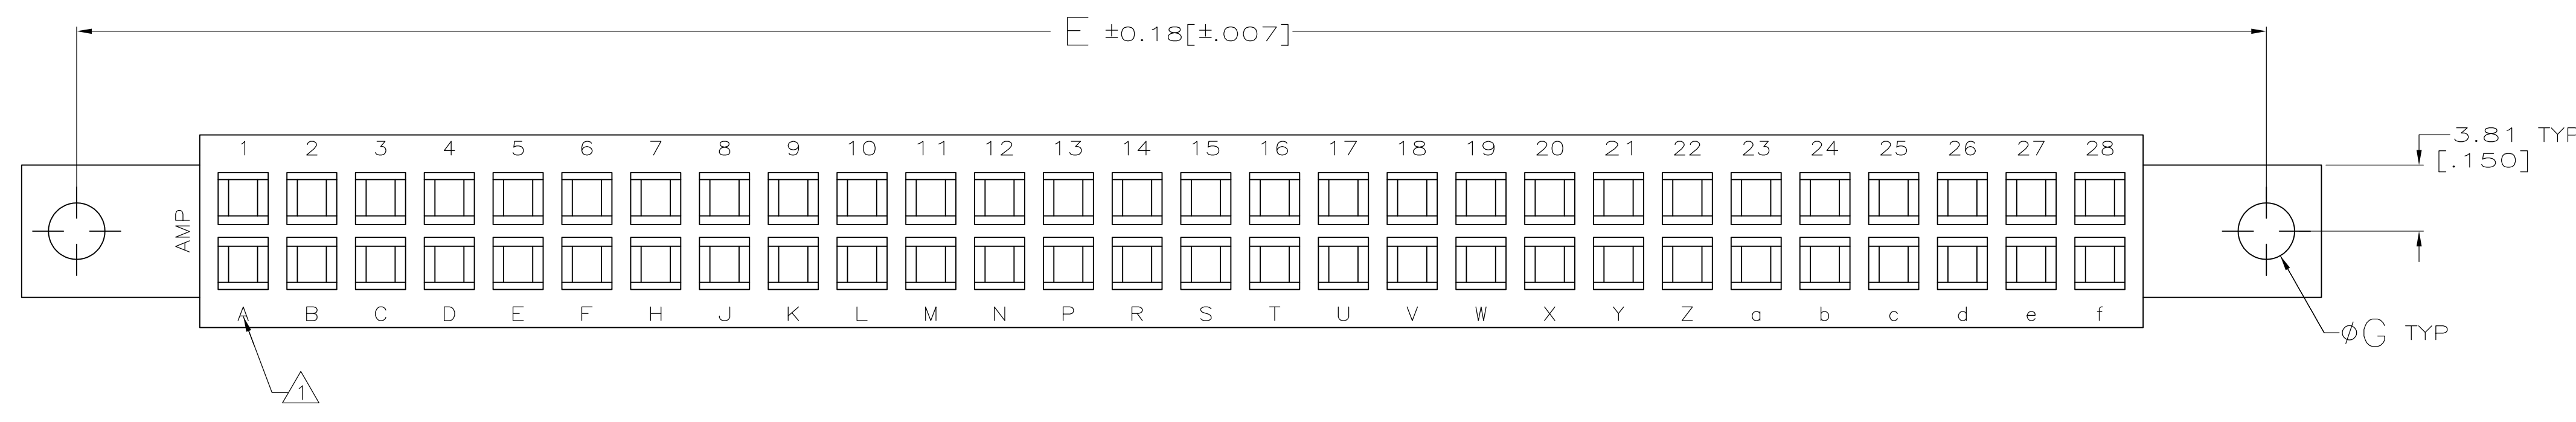 E ±0.18[±.007]
3.81 TYP
[.150]
1 2 3 4 5 6 7 8 9 10 11 12 13 14 15 16 17 18 19 20 21 22 23 24 25 26 27 28
AMP
A B C D E F H J K L M N P R S T U V W X Y Z a b c d e f
øG TYP
1